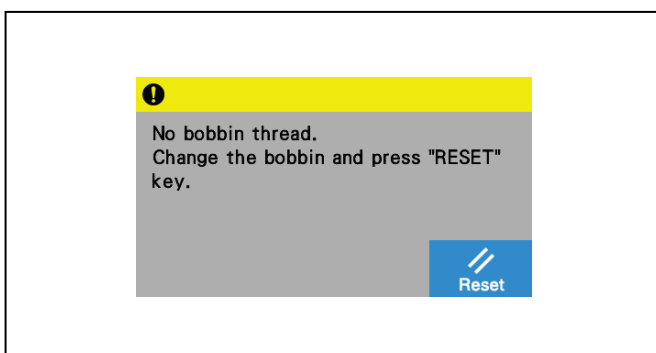 No bobbin thread.
Change the bobbin and press "RESET"
key.
Reset